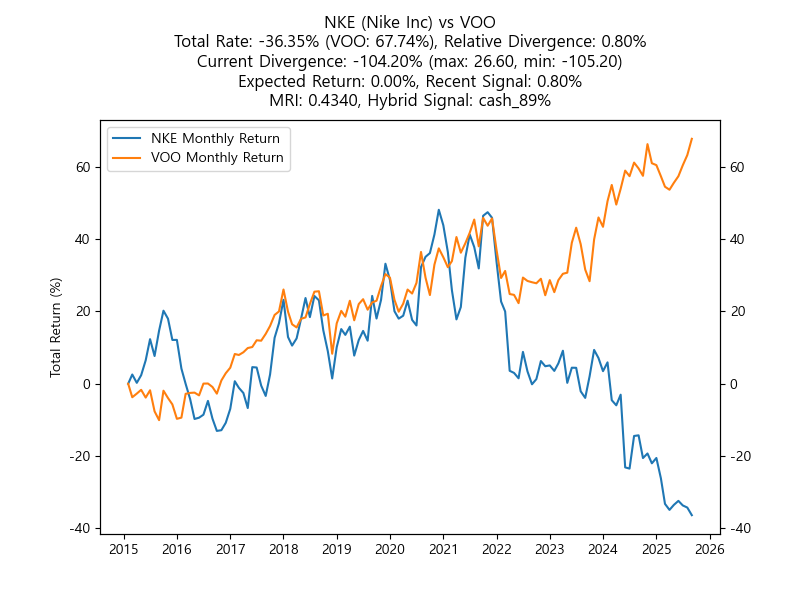 NKE (Nike Inc) vs VOO
Total Rate: -36.35% (VOO: 67.74%), Relative Divergence: 0.80%
Current Divergence: -104.20% (max: 26.60, min: -105.20)
Expected Return: 0.00%, Recent Signal: 0.80%
MRI: 0.4340, Hybrid Signal: cash_89%
NKE Monthly Return
VOO Monthly Return
Total Return (%)
60
40
20
0
-20
-40
60
40
20
0
-20
-40
2015 2016 2017 2018 2019 2020 2021 2022 2023 2024 2025 2026